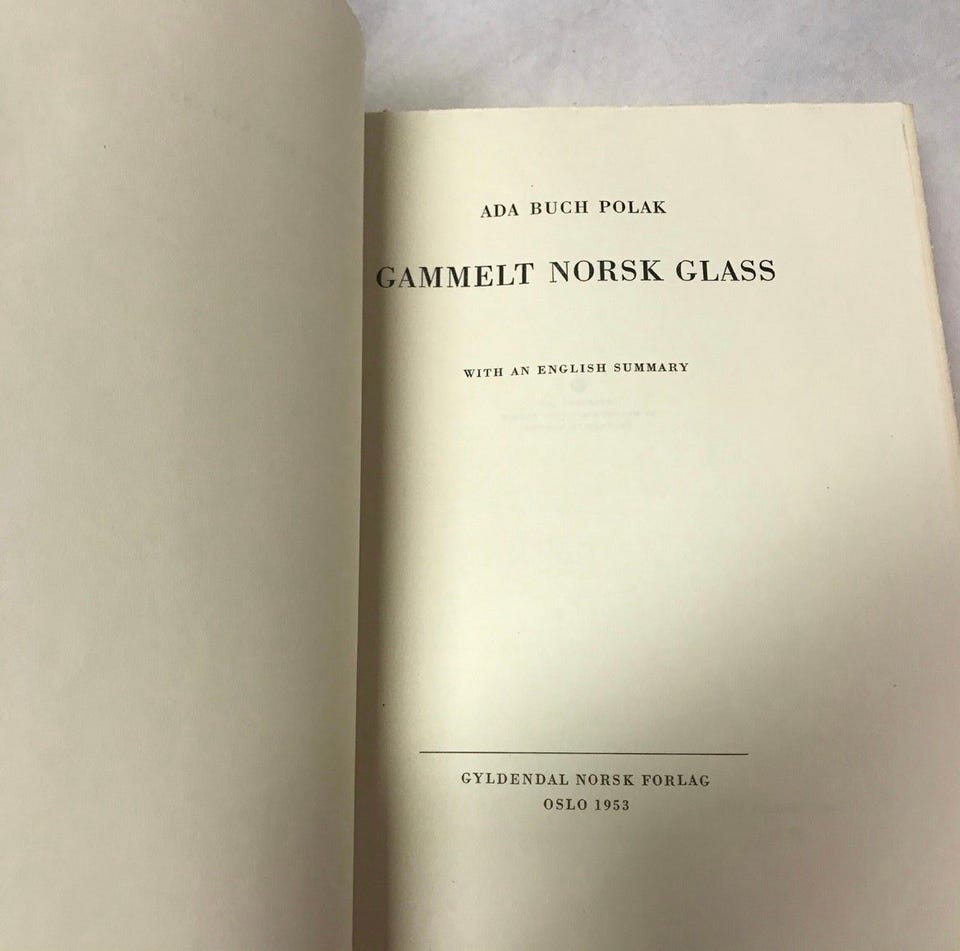 ADA BUCH POLAK
GAMMELT NORSK GLASS
WITH AN ENGLISH SUMMARY
GYLDENDAL NORSK FORLAG
OSLO 1953